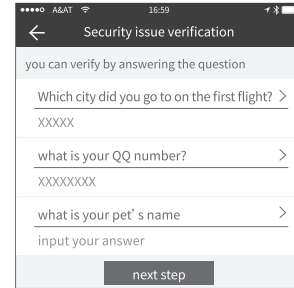 A&AT 16:59
Security issue verification
you can verify by answering the question
Which city did you go to on the first flight?
XXXXX
what is your QQ number?
XXXXXXXX
what is your pet's name
input your answer
next step